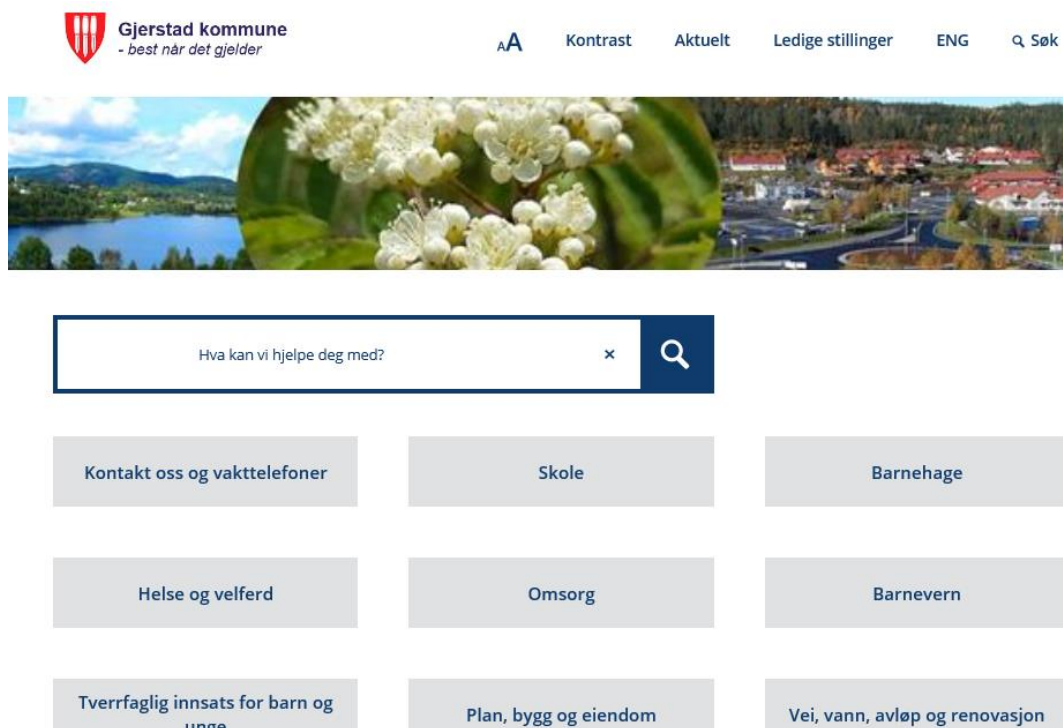 Gjerstad kommune
- best når det gjelder
AA Kontrast Aktuelt Ledige stillinger ENG Søk
Hva kan vi hjelpe deg med? ×
Kontakt oss og vakttelefoner
Skole
Barnehage
Helse og velferd
Omsorg
Barnevern
Tverrfaglig innsats for barn og
unge
Plan, bygg og eiendom
Vei, vann, avløp og renovasjon